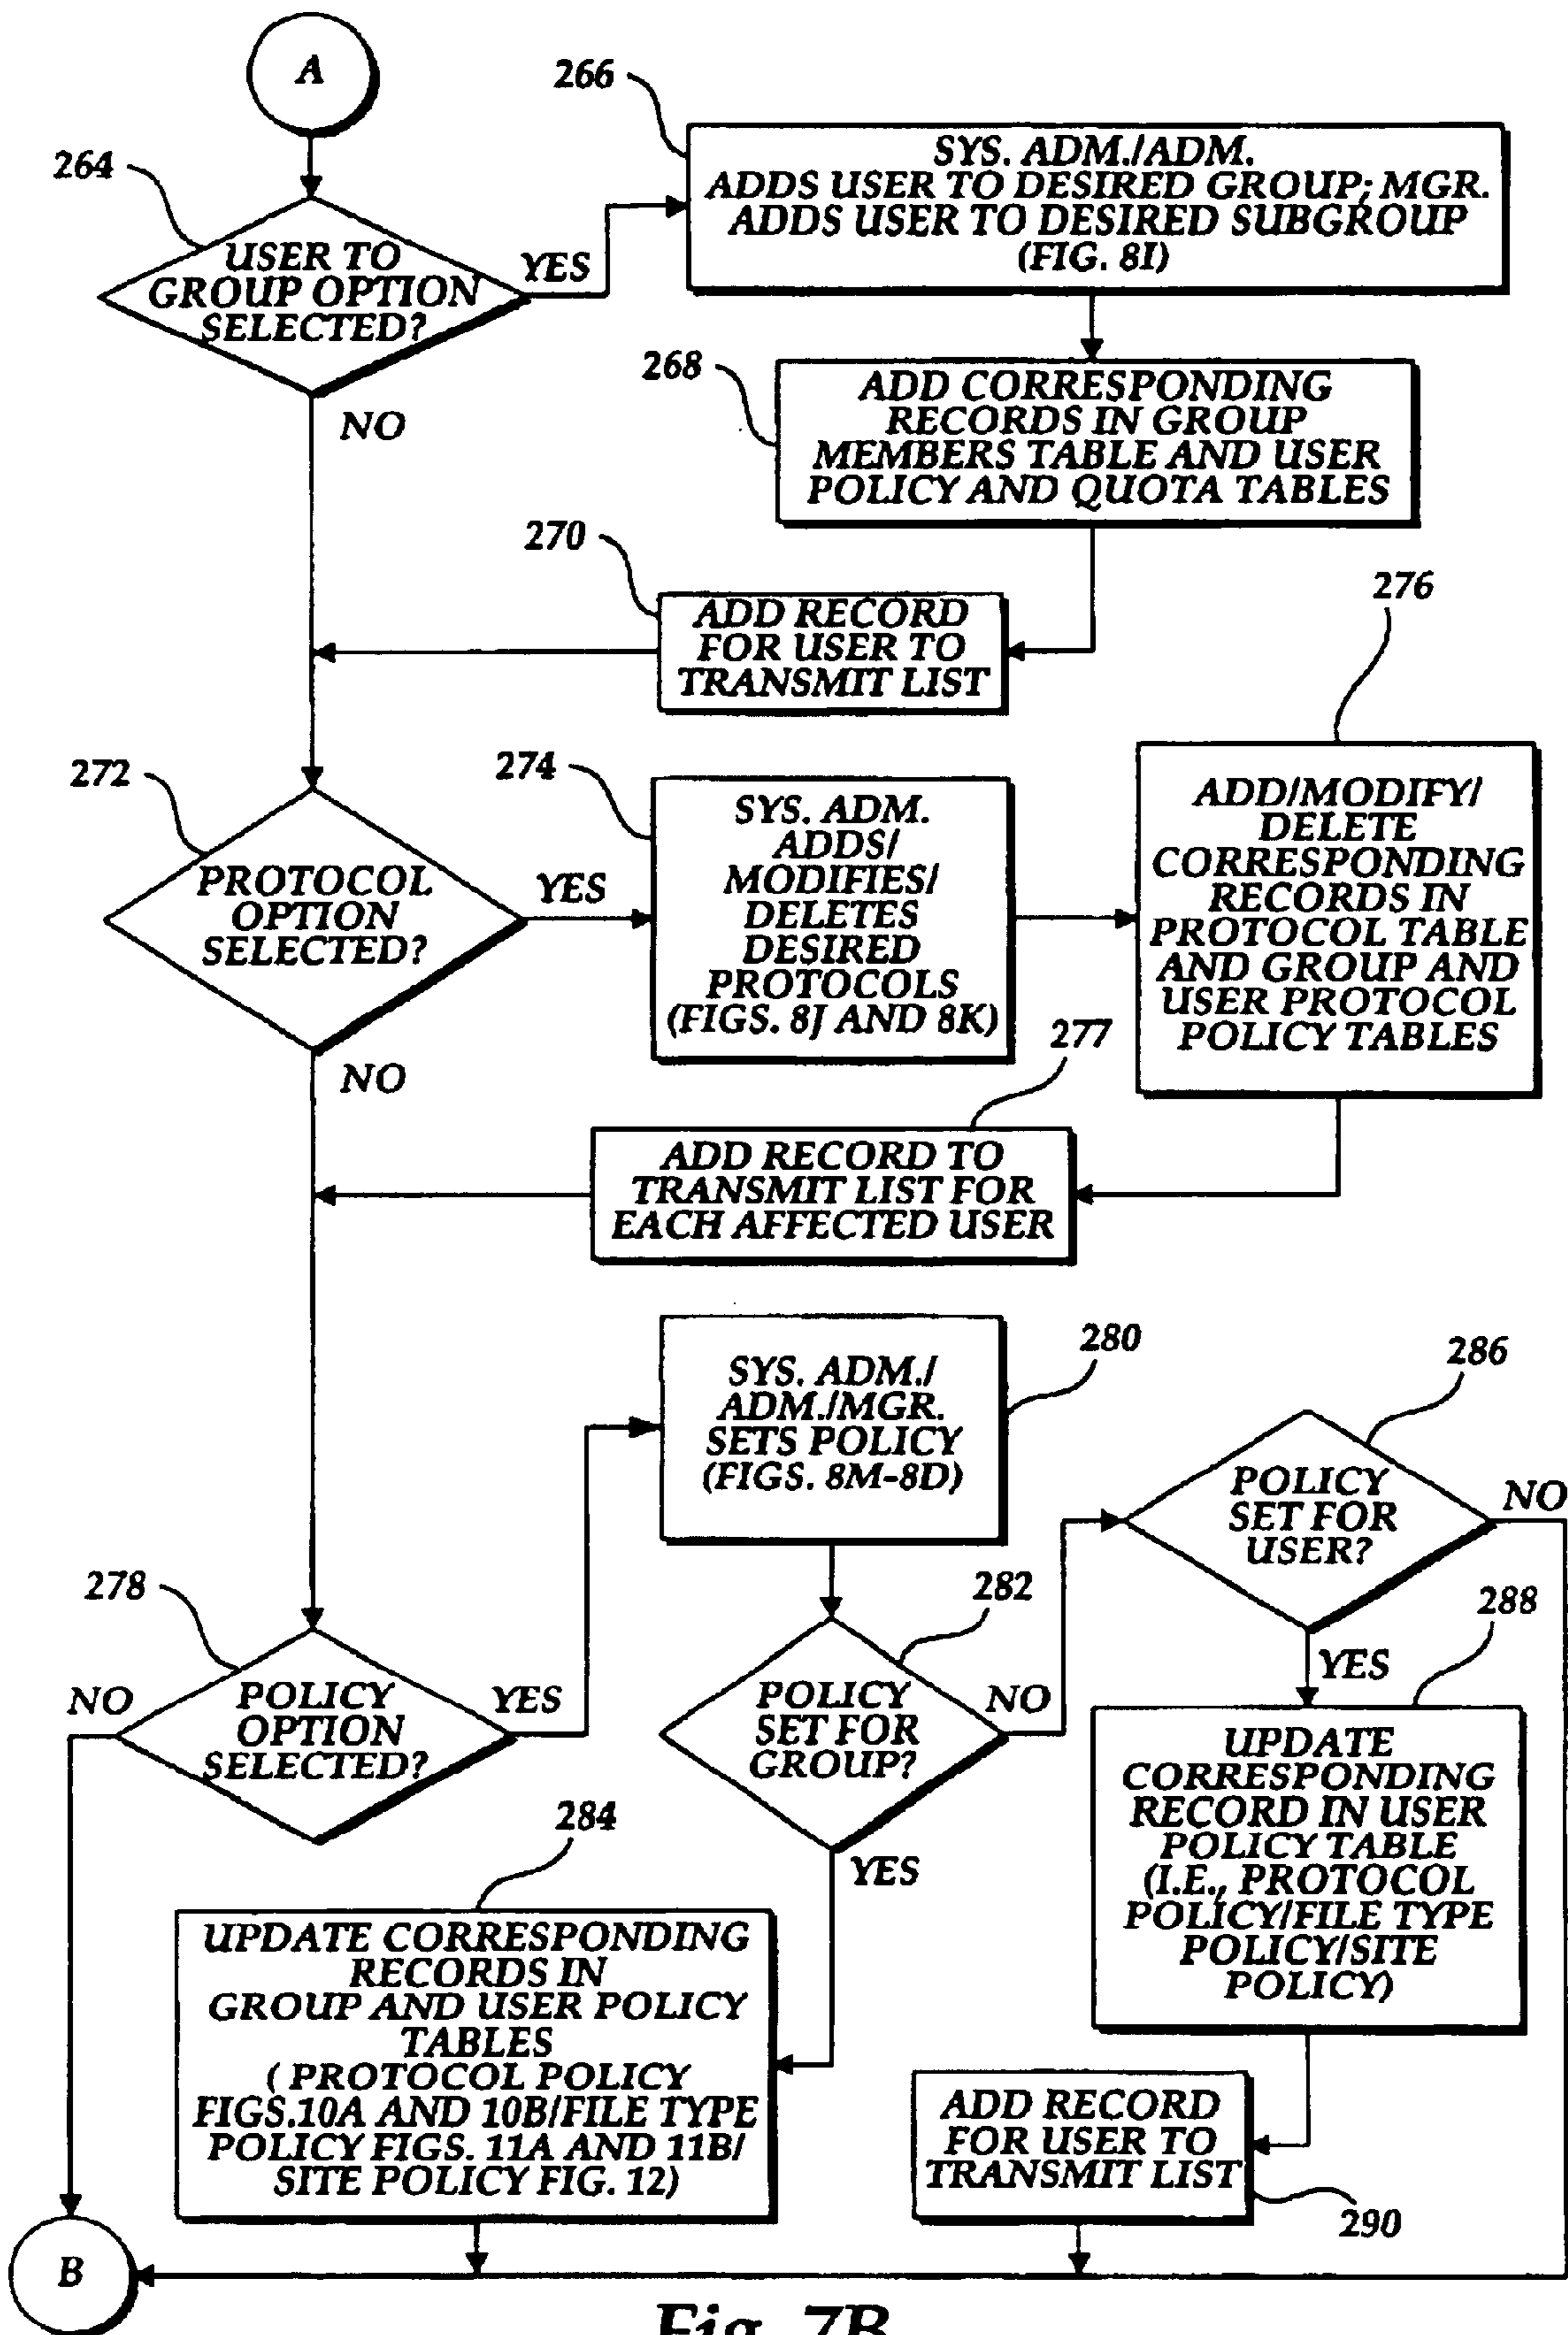 A
266
SYS. ADM./ADM.
ADDS USER TO DESIRED GROUP; MGR.
ADDS USER TO DESIRED SUBGROUP
(FIG. 8I)
264
USER TO
GROUP OPTION
SELECTED?
YES
NO
268
ADD CORRESPONDING
RECORDS IN GROUP
MEMBERS TABLE AND USER
POLICY AND QUOTA TABLES
270
ADD RECORD
FOR USER TO
TRANSMIT LIST
276
272
PROTOCOL
OPTION
SELECTED?
YES
NO
274
SYS. ADM.
ADDS/
MODIFIES/
DELETES
DESIRED
PROTOCOLS
(FIGS. 8J AND 8K)
ADD/MODIFY/
DELETE
CORRESPONDING
RECORDS IN
PROTOCOL TABLE
AND GROUP AND
USER PROTOCOL
POLICY TABLES
277
ADD RECORD TO
TRANSMIT LIST FOR
EACH AFFECTED USER
280
SYS. ADM./
ADM./MGR.
SETS POLICY
(FIGS. 8M-8D)
286
POLICY
SET FOR
USER?
NO
YES
278
NO
POLICY
OPTION
SELECTED?
YES
282
POLICY
SET FOR
GROUP?
NO
YES
288
UPDATE
CORRESPONDING
RECORD IN USER
POLICY TABLE
(I.E., PROTOCOL
POLICY/FILE TYPE
POLICY/SITE
POLICY)
284
UPDATE CORRESPONDING
RECORDS IN
GROUP AND USER POLICY
TABLES
( PROTOCOL POLICY
FIGS.10A AND 10B/FILE TYPE
POLICY FIGS. 11A AND 11B/
SITE POLICY FIG. 12)
ADD RECORD
FOR USER TO
TRANSMIT LIST
290
B
Fig. 7B